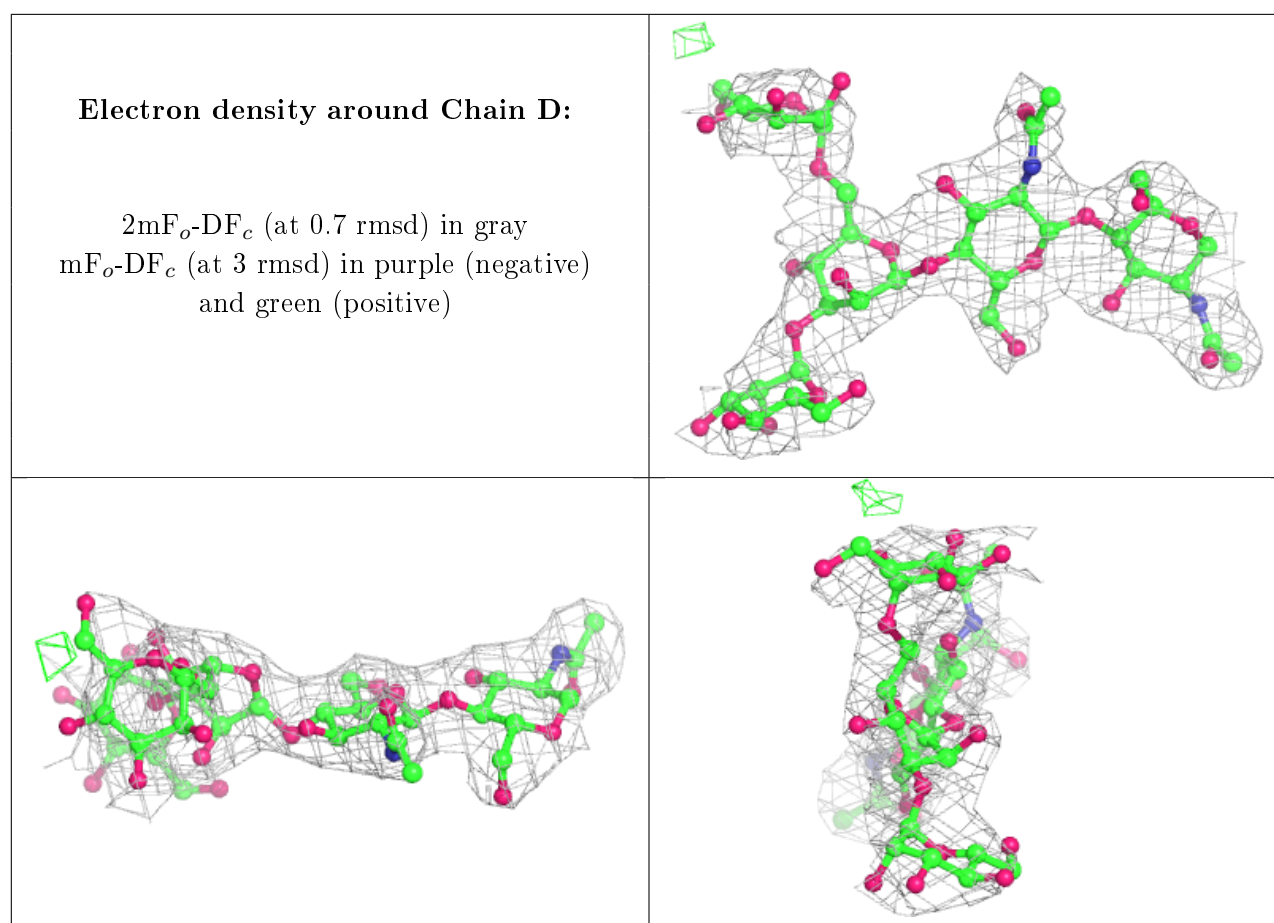 Electron density around Chain D:
2mFo-DFc (at 0.7 rmsd) in gray
mFo-DFc (at 3 rmsd) in purple (negative)
and green (positive)